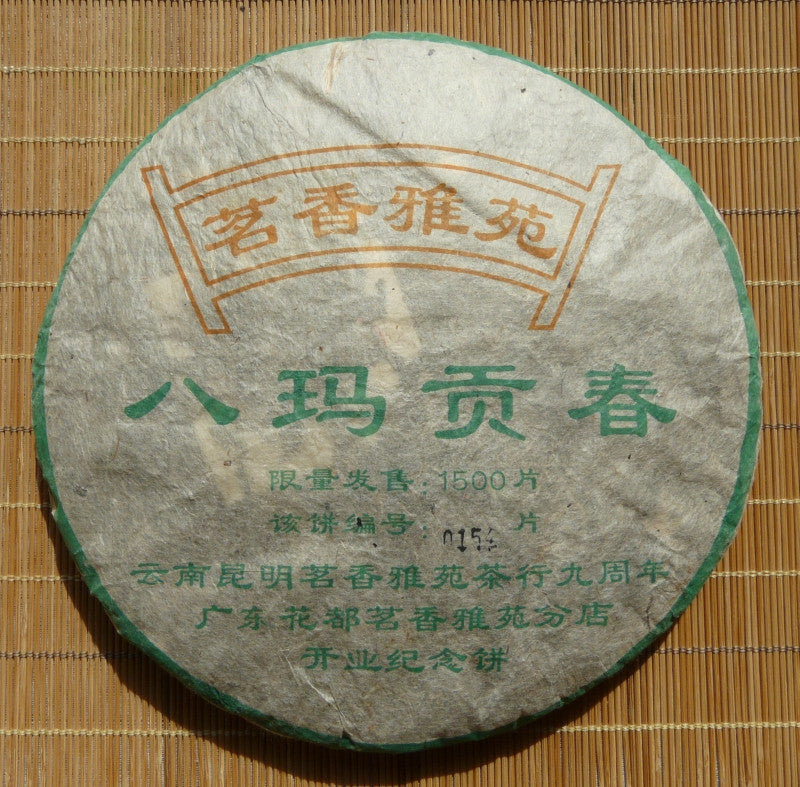 茗香雅苑
八玛贡春
限量发售：1500片
该饼编号： 片
云南昆明茗香雅苑茶行九周年
广东花都茗香雅苑分店
开业纪念饼